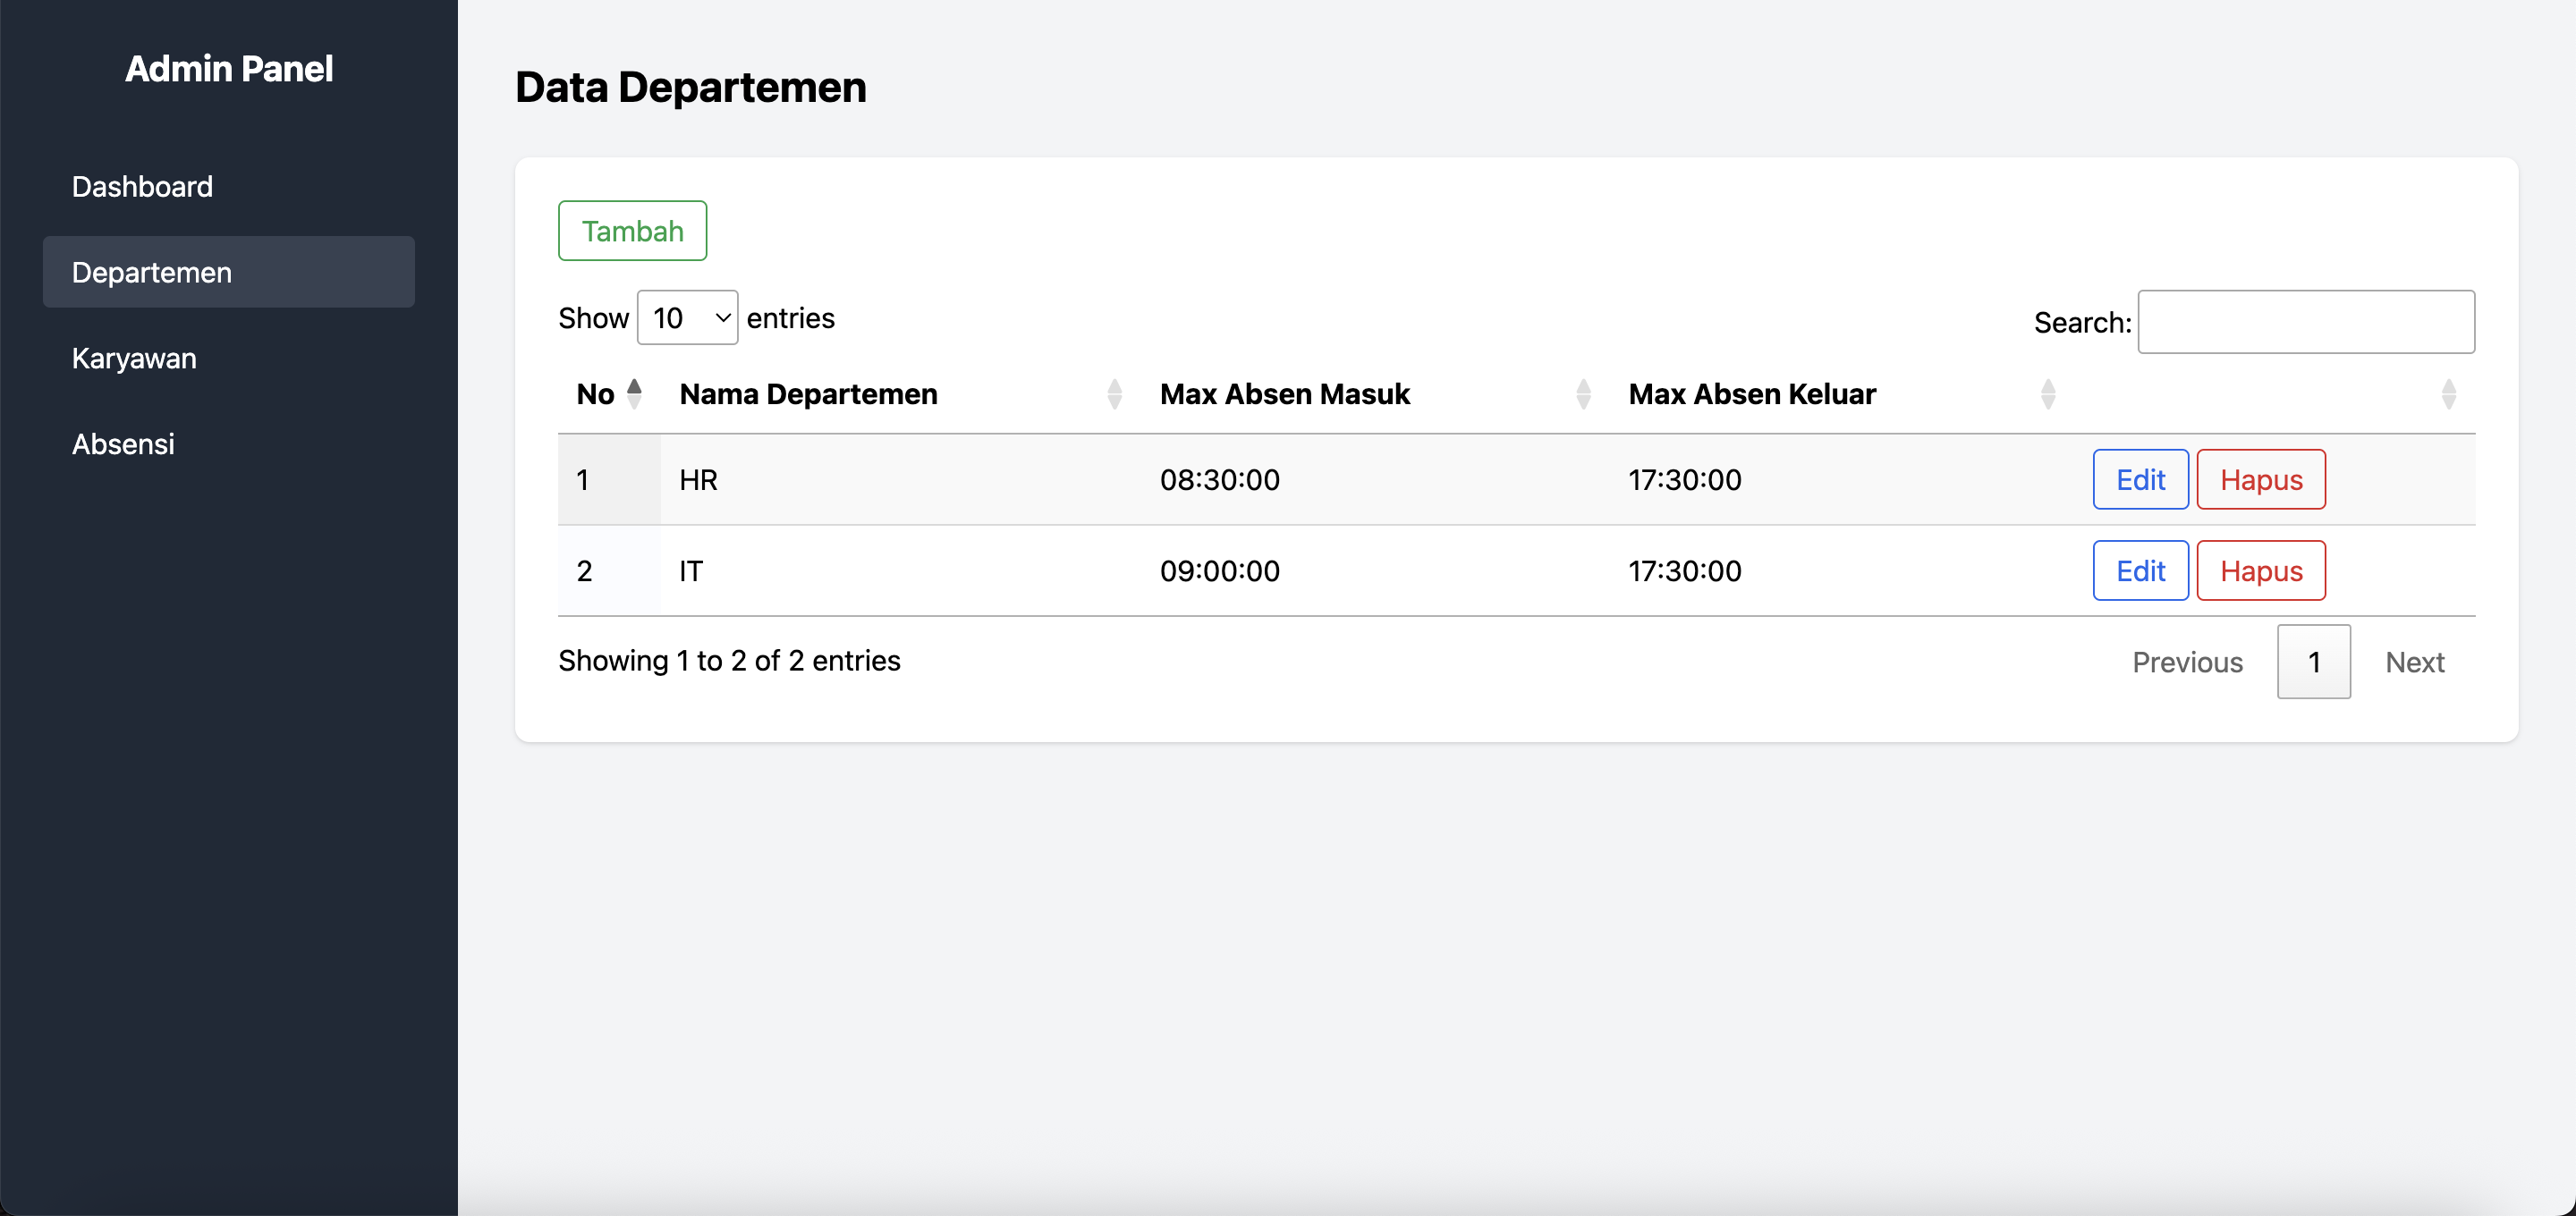 Admin Panel
Dashboard
Departemen
Karyawan
Absensi
Data Departemen
Tambah
Show 10 entries
Search:
No Nama Departemen Max Absen Masuk Max Absen Keluar
1 HR 08:30:00 17:30:00 Edit Hapus
2 IT 09:00:00 17:30:00 Edit Hapus
Showing 1 to 2 of 2 entries
Previous 1 Next